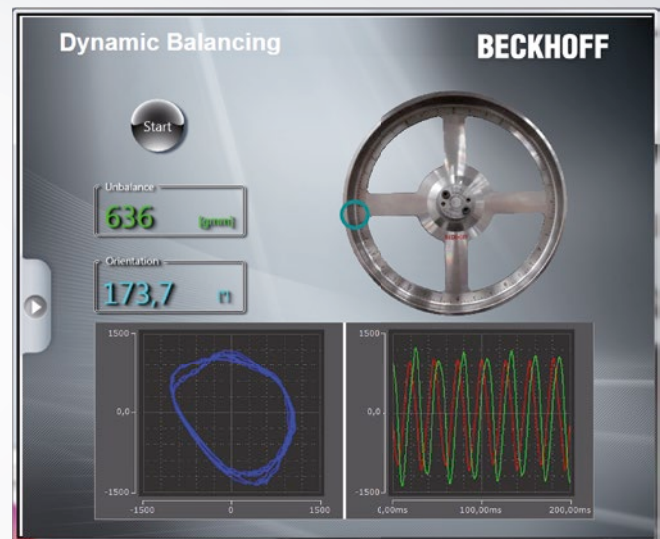 Dynamic Balancing
BECKHOFF
Start
Unbalance
636 [gmm]
Orientation
173,7 [°]
1500
0,0
-1500
-1500 0 1500
1500
0,0
-1500
0,00ms 100,00ms 200,00ms